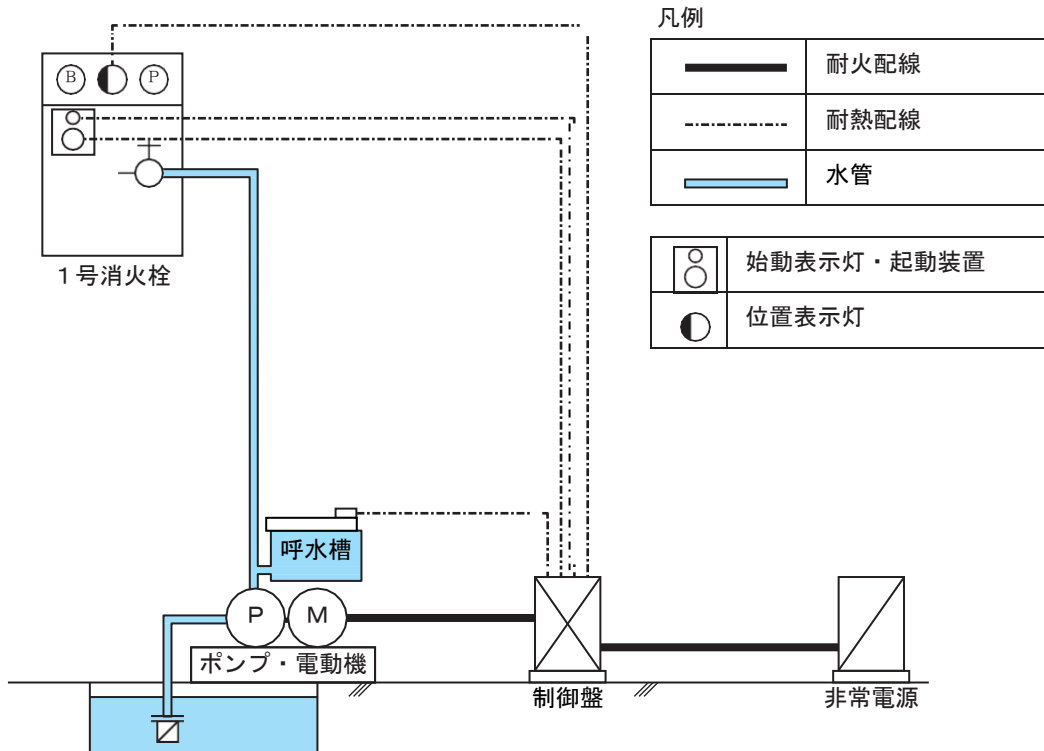 凡例
B P
耐火配線
耐熱配線
水管
始動表示灯・起動装置
位置表示灯
1号消火栓
呼水槽
P M
ポンプ・電動機
制御盤
非常電源